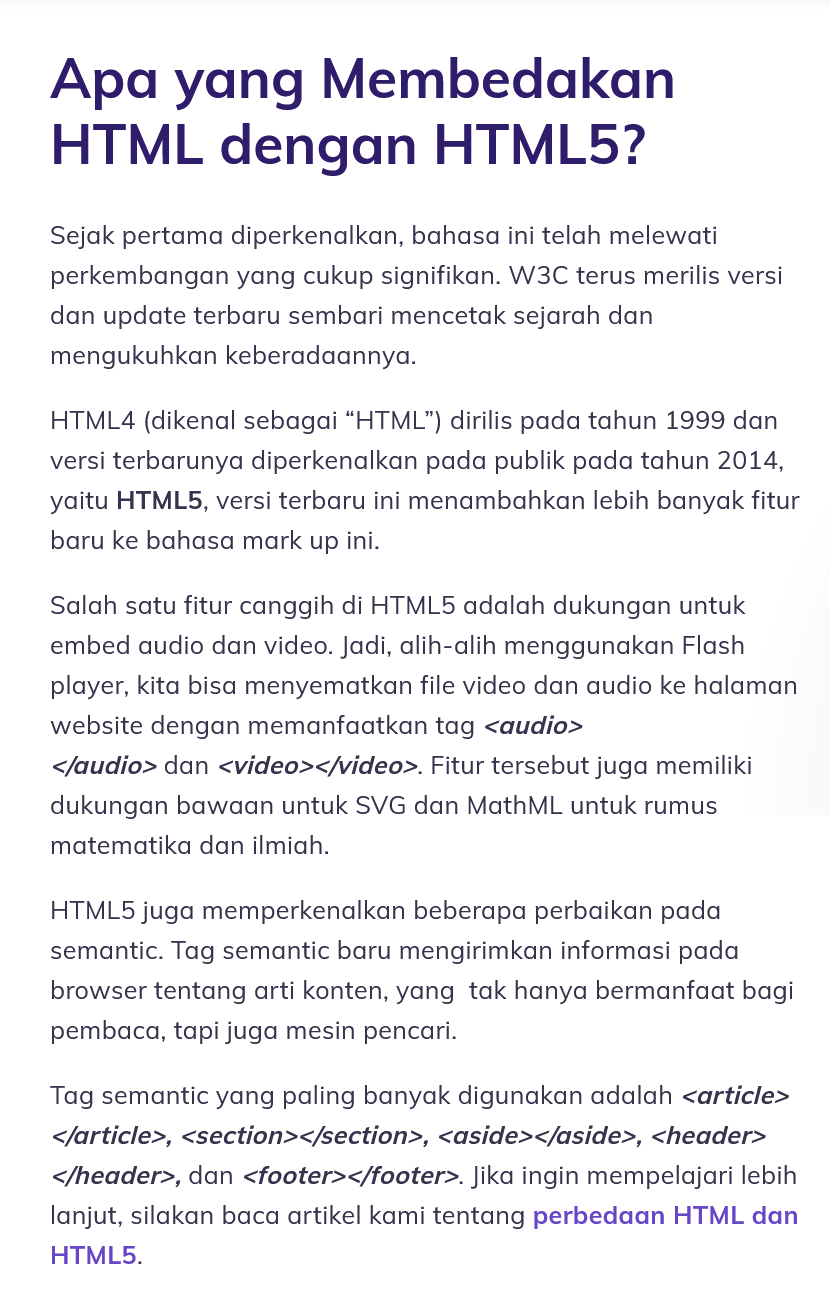 Apa yang Membedakan
HTML dengan HTML5?
Sejak pertama diperkenalkan, bahasa ini telah melewati
perkembangan yang cukup signifikan. W3C terus merilis versi
dan update terbaru sembari mencetak sejarah dan
mengukuhkan keberadaannya.
HTML4 (dikenal sebagai “HTML”) dirilis pada tahun 1999 dan
versi terbarunya diperkenalkan pada publik pada tahun 2014,
yaitu HTML5, versi terbaru ini menambahkan lebih banyak fitur
baru ke bahasa mark up ini.
Salah satu fitur canggih di HTML5 adalah dukungan untuk
embed audio dan video. Jadi, alih-alih menggunakan Flash
player, kita bisa menyematkan file video dan audio ke halaman
website dengan memanfaatkan tag <audio>
</audio> dan <video></video>. Fitur tersebut juga memiliki
dukungan bawaan untuk SVG dan MathML untuk rumus
matematika dan ilmiah.
HTML5 juga memperkenalkan beberapa perbaikan pada
semantic. Tag semantic baru mengirimkan informasi pada
browser tentang arti konten, yang  tak hanya bermanfaat bagi
pembaca, tapi juga mesin pencari.
Tag semantic yang paling banyak digunakan adalah <article>
</article>, <section></section>, <aside></aside>, <header>
</header>, dan <footer></footer>. Jika ingin mempelajari lebih
lanjut, silakan baca artikel kami tentang perbedaan HTML dan
HTML5.